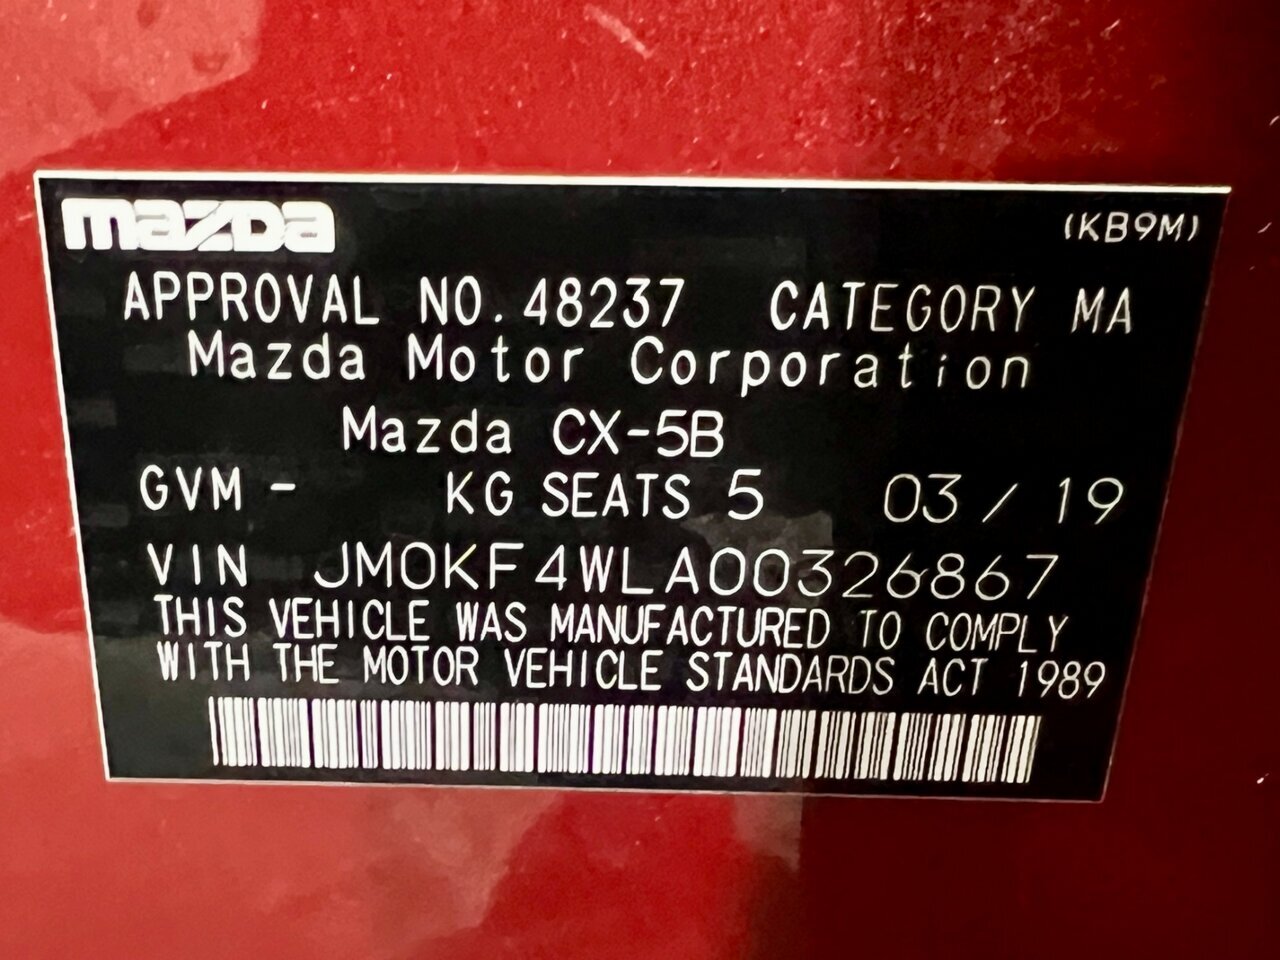 mazda (KB9M)
APPROVAL NO. 48237 CATEGORY MA
Mazda Motor Corporation
Mazda CX-5B
GVM - KG SEATS 5 03 / 19
VIN JM0KF4WLA00326867
THIS VEHICLE WAS MANUFACTURED TO COMPLY
WITH THE MOTOR VEHICLE STANDARDS ACT 1989